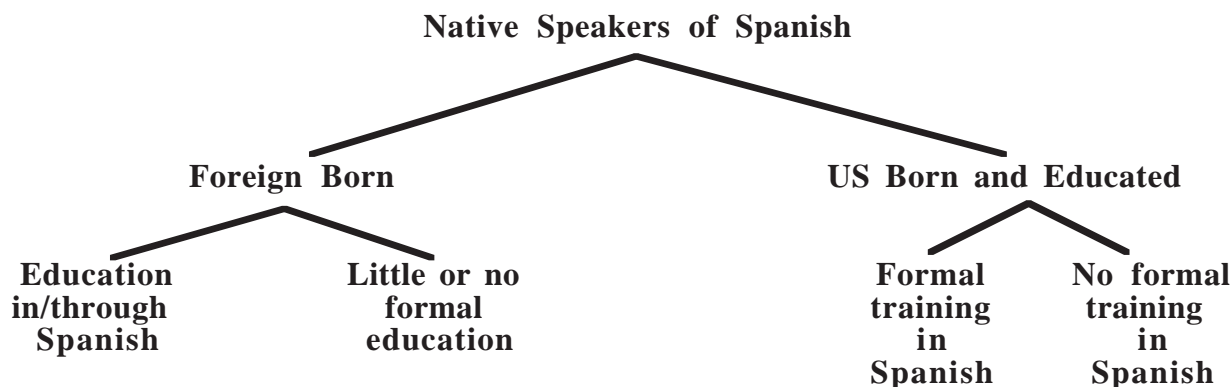 Native Speakers of Spanish
Foreign Born
US Born and Educated
Education
in/through
Spanish
Little or no
formal
education
Formal
training
in
Spanish
No formal
training
in
Spanish